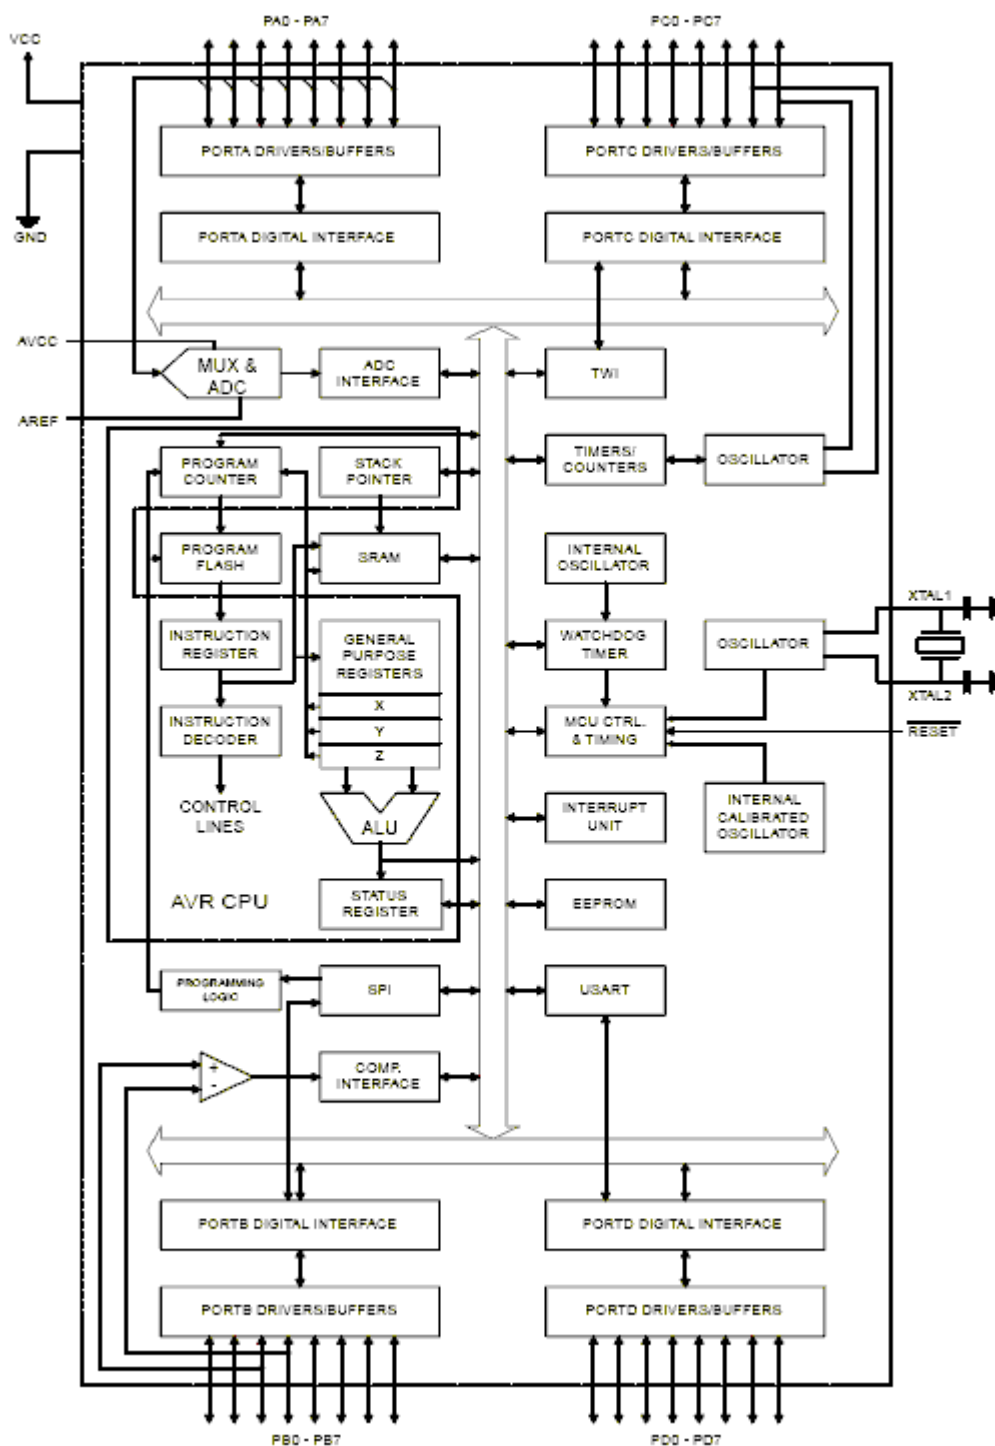 PA0 - PA7
PC0 - PC7
VCC
PORTA DRIVERS/BUFFERS
PORTC DRIVERS/BUFFERS
GND
PORTA DIGITAL INTERFACE
PORTC DIGITAL INTERFACE
AVCC
MUX &
ADC
ADC
INTERFACE
TWI
AREF
PROGRAM
COUNTER
STACK
POINTER
TIMERS/
COUNTERS
OSCILLATOR
PROGRAM
FLASH
SRAM
INTERNAL
OSCILLATOR
XTAL1
INSTRUCTION
REGISTER
GENERAL
PURPOSE
REGISTERS
WATCHDOG
TIMER
OSCILLATOR
XTAL2
X
Y
Z
INSTRUCTION
DECODER
MCU CTRL.
& TIMING
RESET
CONTROL
LINES
ALU
INTERRUPT
UNIT
INTERNAL
CALIBRATED
OSCILLATOR
AVR CPU
STATUS
REGISTER
EEPROM
PROGRAMMING
LOGIC
SPI
USART
+
-
COMP.
INTERFACE
PORTB DIGITAL INTERFACE
PORTD DIGITAL INTERFACE
PORTB DRIVERS/BUFFERS
PORTD DRIVERS/BUFFERS
PB0 - PB7
PD0 - PD7